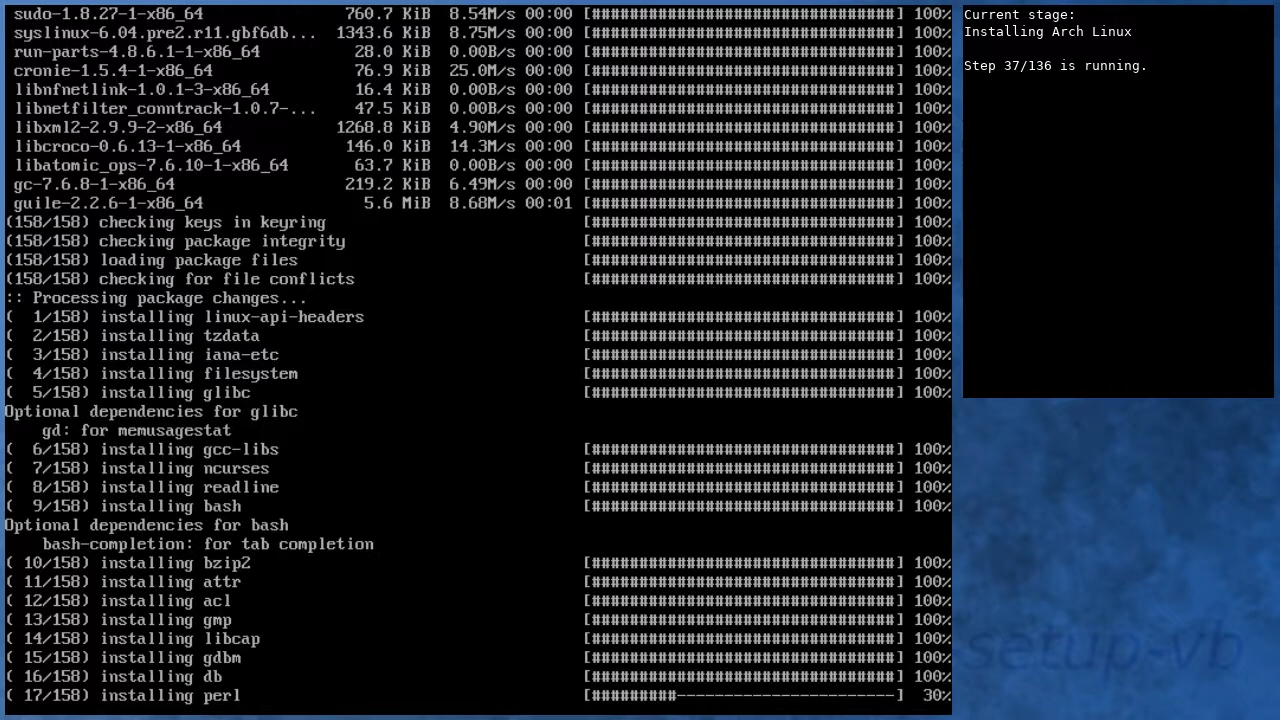 sudo-1.8.27-1-x86_64 760.7 KiB 8.54M/s 00:00 [################################] 100%
syslinux-6.04.pre2.r11.gbf6db... 1343.6 KiB 8.75M/s 00:00 [################################] 100%
run-parts-4.8.6.1-1-x86_64 28.0 KiB 0.00B/s 00:00 [################################] 100%
cronie-1.5.4-1-x86_64 76.9 KiB 25.0M/s 00:00 [################################] 100%
libnfnetlink-1.0.1-3-x86_64 16.4 KiB 0.00B/s 00:00 [################################] 100%
libnetfilter_conntrack-1.0.7-... 47.5 KiB 0.00B/s 00:00 [################################] 100%
libxml2-2.9.9-2-x86_64 1268.8 KiB 4.90M/s 00:00 [################################] 100%
libcroco-0.6.13-1-x86_64 146.0 KiB 14.3M/s 00:00 [################################] 100%
libatomic_ops-7.6.10-1-x86_64 63.7 KiB 0.00B/s 00:00 [################################] 100%
gc-7.6.8-1-x86_64 219.2 KiB 6.49M/s 00:00 [################################] 100%
guile-2.2.6-1-x86_64 5.6 MiB 8.68M/s 00:01 [################################] 100%
(158/158) checking keys in keyring [################################] 100%
(158/158) checking package integrity [################################] 100%
(158/158) loading package files [################################] 100%
(158/158) checking for file conflicts [################################] 100%
:: Processing package changes...
(  1/158) installing linux-api-headers [################################] 100%
(  2/158) installing tzdata [################################] 100%
(  3/158) installing iana-etc [################################] 100%
(  4/158) installing filesystem [################################] 100%
(  5/158) installing glibc [################################] 100%
Optional dependencies for glibc
gd: for memusagestat
(  6/158) installing gcc-libs [################################] 100%
(  7/158) installing ncurses [################################] 100%
(  8/158) installing readline [################################] 100%
(  9/158) installing bash [################################] 100%
Optional dependencies for bash
bash-completion: for tab completion
( 10/158) installing bzip2 [################################] 100%
( 11/158) installing attr [################################] 100%
( 12/158) installing acl [################################] 100%
( 13/158) installing gmp [################################] 100%
( 14/158) installing libcap [################################] 100%
( 15/158) installing gdbm [################################] 100%
( 16/158) installing db [################################] 100%
( 17/158) installing perl [#########-----------------------] 30%
Current stage:
Installing Arch Linux
Step 37/136 is running.
setup-vb